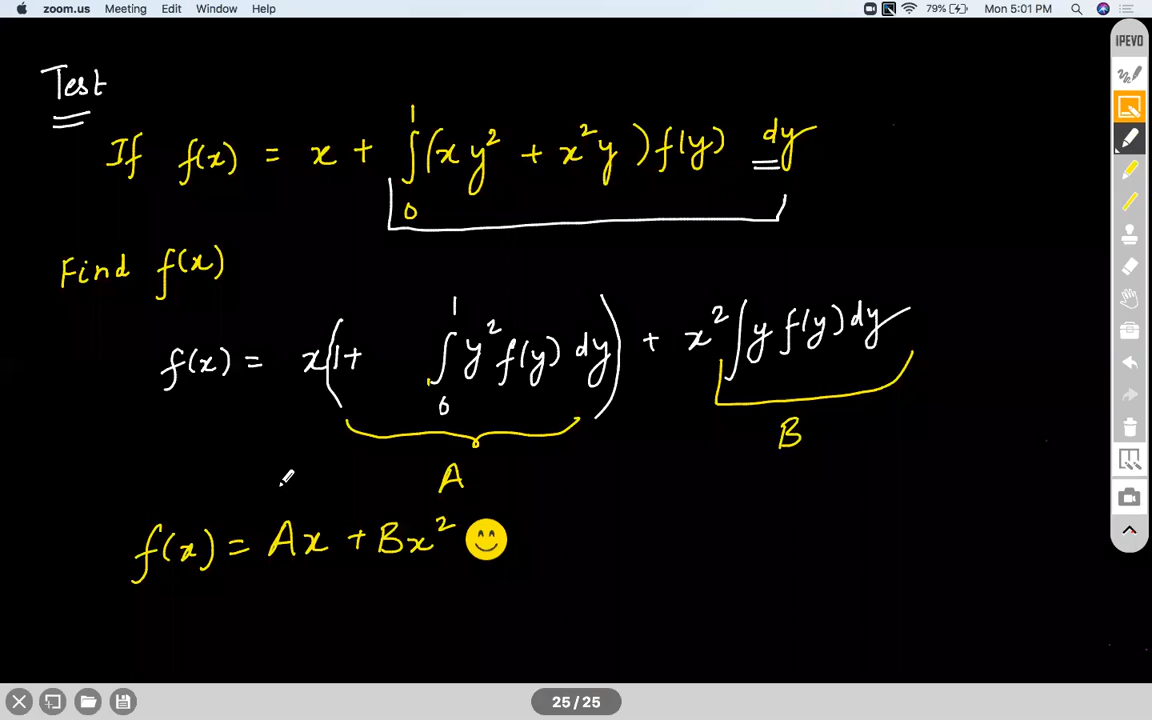 zoom.us Meeting Edit Window Help 79% Mon 5:01 PM
IPEVO
Test
If f(x) = x + ∫₀¹ (xy² + x²y) f(y) dy
Find f(x)
f(x) = x(1+ ∫₀¹ y² f(y) dy) + x² ∫ y f(y) dy
A B
f(x) = Ax + Bx²
25/25